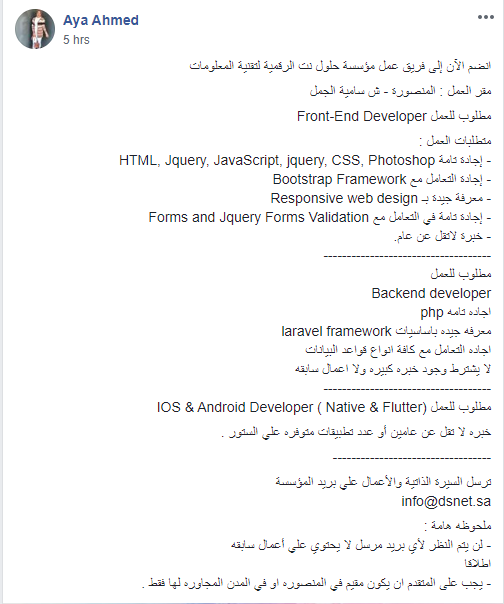 Aya Ahmed
5 hrs
انضم الآن إلى فريق عمل مؤسسة حلول نت الرقمية لتقنية المعلومات
مقر العمل : المنصورة - ش سامية الجمل
مطلوب للعمل Front-End Developer
متطلبات العمل :
- إجادة تامة HTML, Jquery, JavaScript, jquery, CSS, Photoshop
- إجادة التعامل مع Bootstrap Framework
- معرفة جيدة بـ Responsive web design
- إجادة تامة في التعامل مع Forms and Jquery Forms Validation
- خبرة لاتقل عن عام.
------------------------------------
مطلوب للعمل
Backend developer
اجاده تامه php
معرفه جيده باساسيات laravel framework
اجاده التعامل مع كافة انواع قواعد البيانات
لا يشترط وجود خبره كبيره ولا اعمال سابقه
------------------------------------
مطلوب للعمل IOS & Android Developer ( Native & Flutter)
خبره لا تقل عن عامين أو عدد تطبيقات متوفره علي الستور .
----------------------------------
ترسل السيرة الذاتية والأعمال علي بريد المؤسسة
info@dsnet.sa
ملحوظه هامة :
- لن يتم النظر لأي بريد مرسل لا يحتوي علي أعمال سابقه
اطلاقا
- يجب على المتقدم ان يكون مقيم في المنصوره او في المدن المجاوره لها فقط .